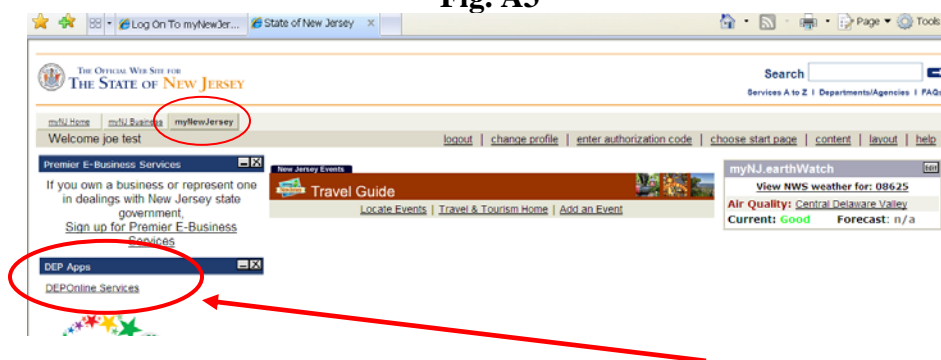 Fig. A3
Log On To myNewJer... State of New Jersey x Page Tools
THE OFFICIAL WEB SITE FOR
THE STATE OF NEW JERSEY
Search
Services A to Z | Departments/Agencies | FAQs
myNJ Home myNJ Business myNewJersey
Welcome joe test logout | change profile | enter authorization code | choose start page | content | layout | help
Premier E-Business Services
If you own a business or represent one
in dealings with New Jersey state
government,
Sign up for Premier E-Business
Services
DEP Apps
DEPOnline Services
New Jersey Events
Travel Guide
Locate Events | Travel & Tourism Home | Add an Event
myNJ.earthWatch Edit
View NWS weather for: 08625
Air Quality: Central Delaware Valley
Current: Good Forecast: n/a